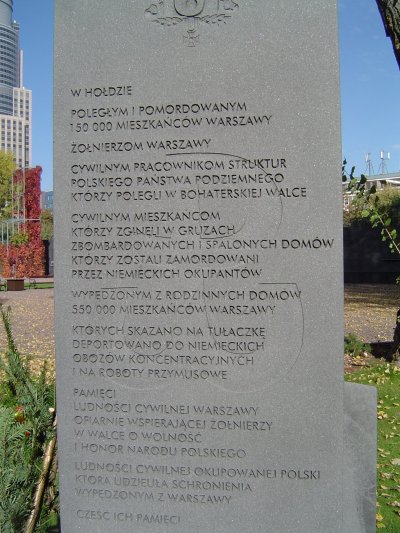 W HOŁDZIE
POLEGŁYM I POMORDOWANYM
150 000 MIESZKAŃCÓW WARSZAWY
ŻOŁNIERZOM WARSZAWY
CYWILNYM PRACOWNIKOM STRUKTUR
POLSKIEGO PAŃSTWA PODZIEMNEGO
KTÓRZY POLEGLI W BOHATERSKIEJ WALCE
CYWILNYM MIESZKAŃCOM
KTÓRZY ZGINĘLI W GRUZACH
ZBOMBARDOWANYCH I SPALONYCH DOMÓW
KTÓRZY ZOSTALI ZAMORDOWANI
PRZEZ NIEMIECKICH OKUPANTÓW
WYPĘDZONYM Z RODZINNYCH DOMÓW
550 000 MIESZKAŃCÓW WARSZAWY
KTÓRYCH SKAZANO NA TUŁACZKĘ
DEPORTOWANO DO NIEMIECKICH
OBOZÓW KONCENTRACYJNYCH
I NA ROBOTY PRZYMUSOWE
PAMIĘCI
LUDNOŚCI CYWILNEJ WARSZAWY
OFIARNIE WSPIERAJĄCEJ ŻOŁNIERZY
W WALCE O WOLNOŚĆ
I HONOR NARODU POLSKIEGO
LUDNOŚCI CYWILNEJ OKUPOWANEJ POLSKI
KTÓRA UDZIELIŁA SCHRONIENIA
WYPĘDZONYM Z WARSZAWY
CZEŚĆ ICH PAMIĘCI